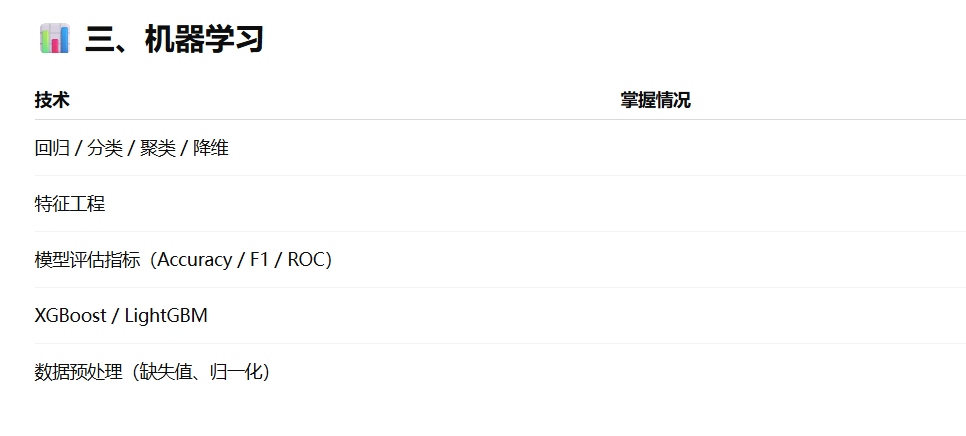 三、机器学习
技术 掌握情况
回归 / 分类 / 聚类 / 降维
特征工程
模型评估指标（Accuracy / F1 / ROC）
XGBoost / LightGBM
数据预处理（缺失值、归一化）